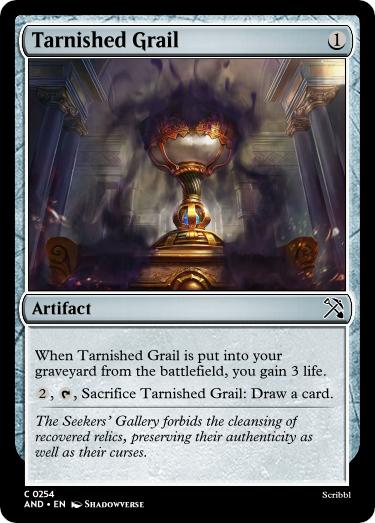 Tarnished Grail 1
Artifact
When Tarnished Grail is put into your
graveyard from the battlefield, you gain 3 life.
2 , , Sacrifice Tarnished Grail: Draw a card.
The Seekers' Gallery forbids the cleansing of
recovered relics, preserving their authenticity as
well as their curses.
C 0254 Scribbl
AND • EN SHADOWVERSE